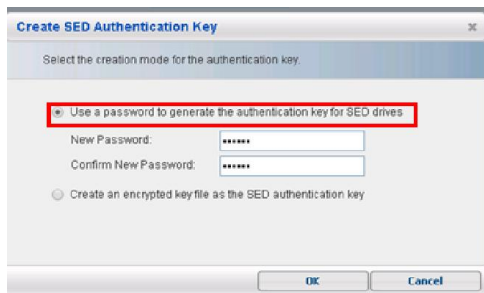 Create SED Authentication Key
Select the creation mode for the authentication key.
Use a password to generate the authentication key for SED drives
New Password: ••••••
Confirm New Password: ••••••
Create an encrypted key file as the SED authentication key
OK Cancel